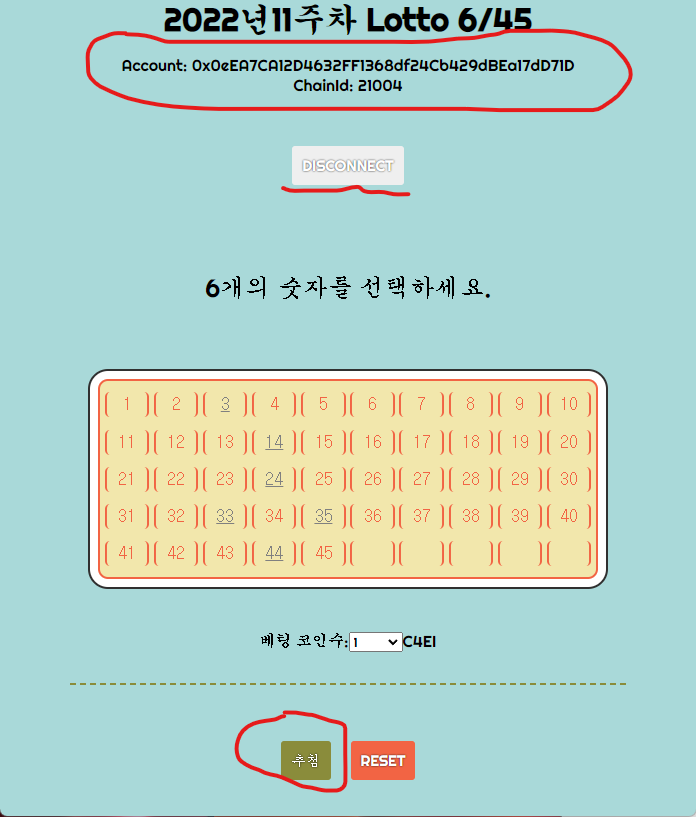 2022년11주차 Lotto 6/45
Account: 0x0eEA7CA12D4632FF1368df24Cb429dBEa17dD71D
ChainId: 21004
DISCONNECT
6개의 숫자를 선택하세요.
1 2 3 4 5 6 7 8 9 10
11 12 13 14 15 16 17 18 19 20
21 22 23 24 25 26 27 28 29 30
31 32 33 34 35 36 37 38 39 40
41 42 43 44 45
베팅 코인수: 1 C4EI
추첨 RESET